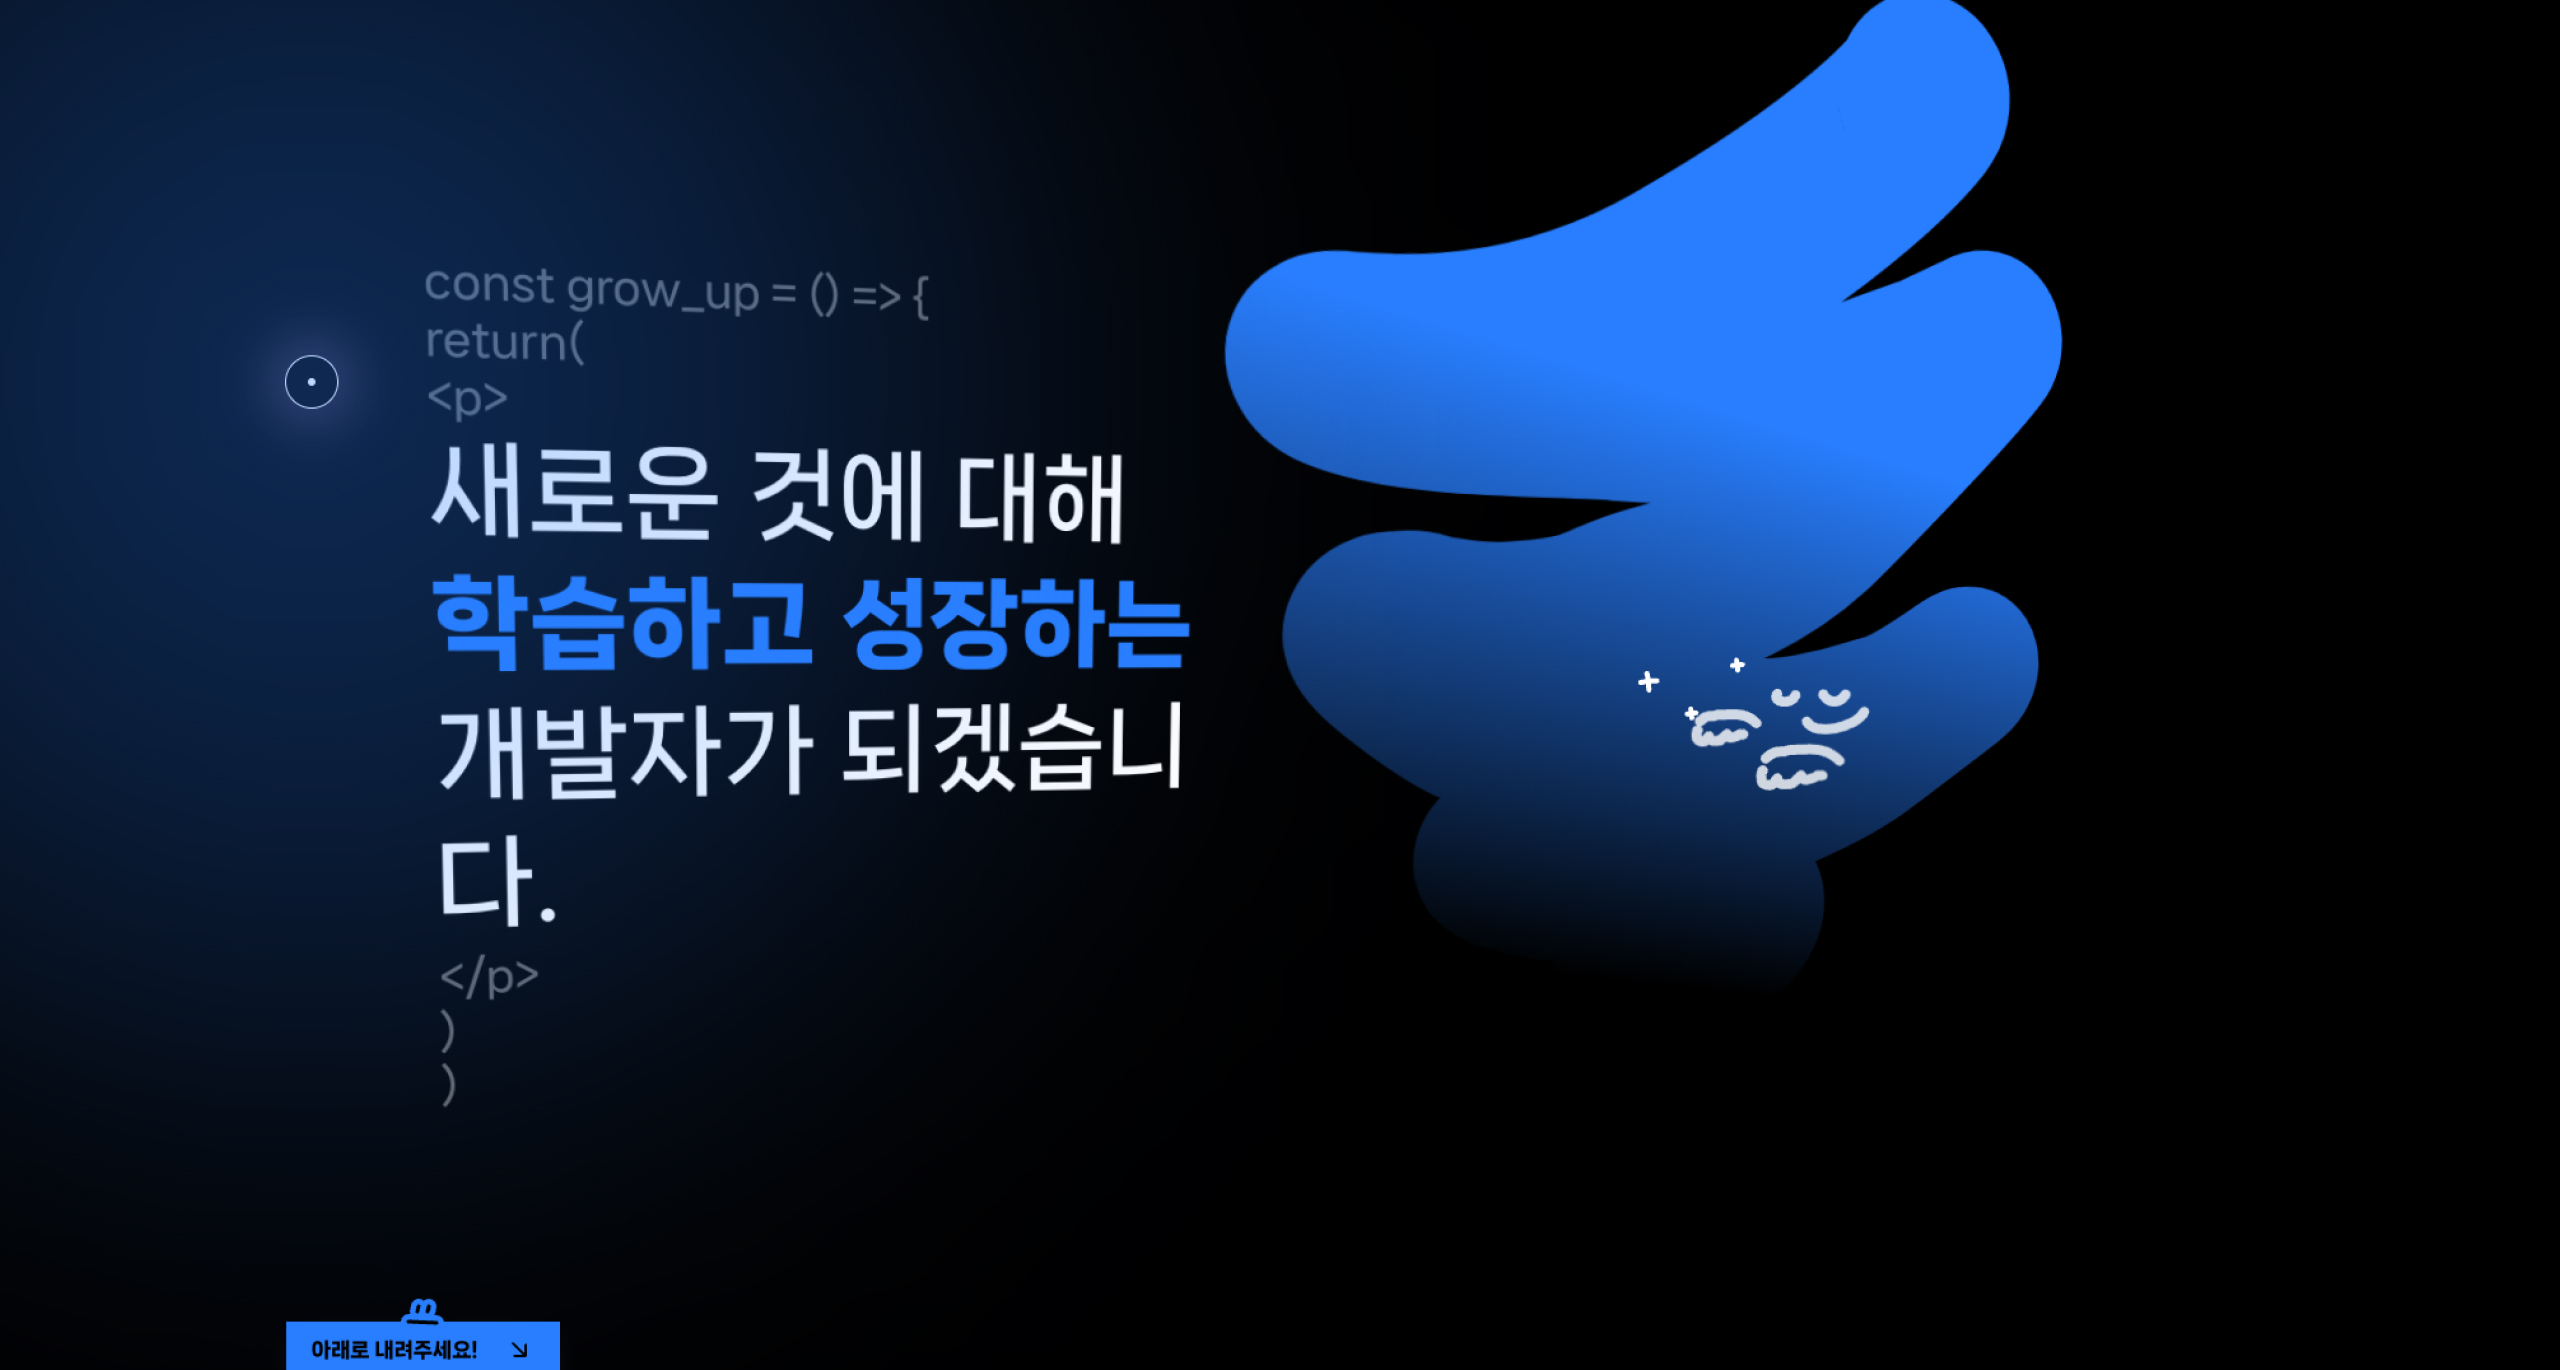 const grow_up = () => {
return(
<p>
새로운 것에 대해
학습하고 성장하는
개발자가 되겠습니
다.
</p>
)
)
아래로 내려주세요!